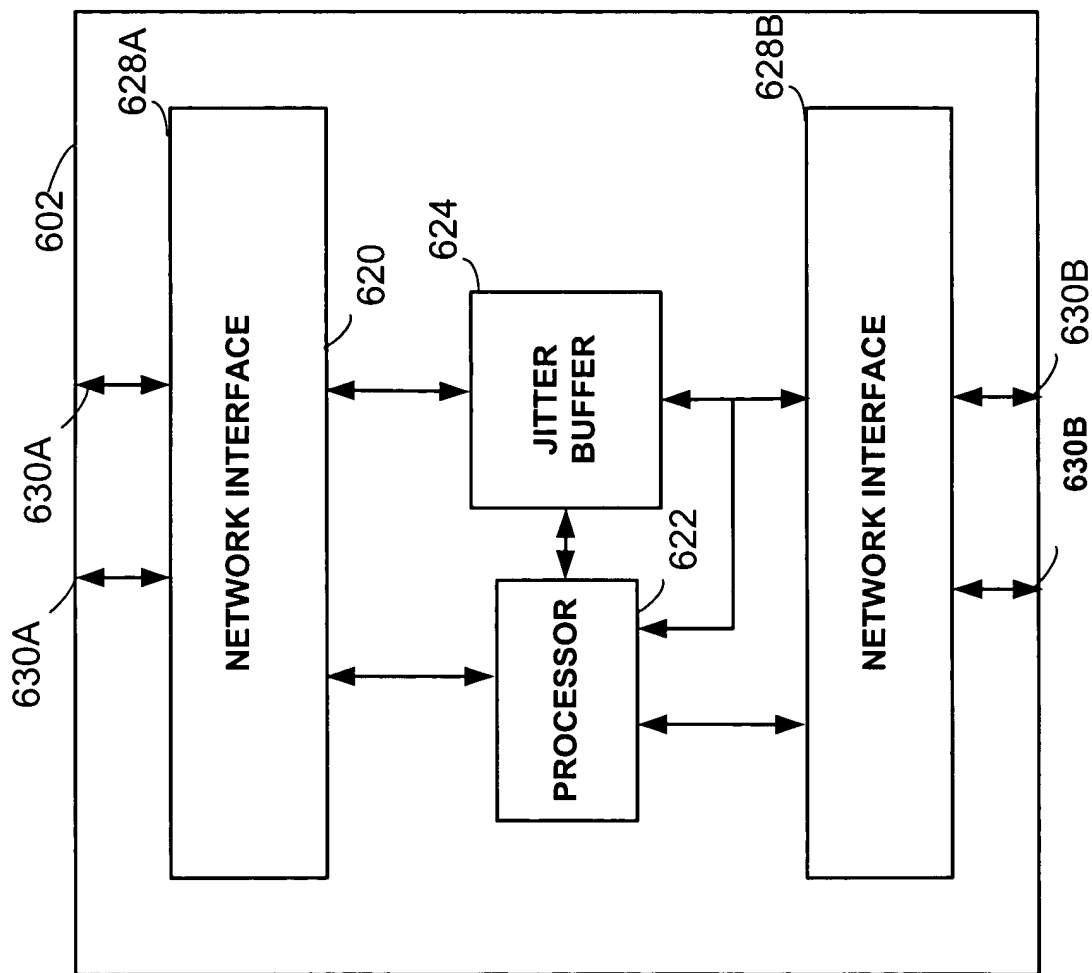 602
628A
630A
630A
NETWORK INTERFACE
620
624
JITTER
BUFFER
PROCESSOR
622
628B
NETWORK INTERFACE
630B
630B